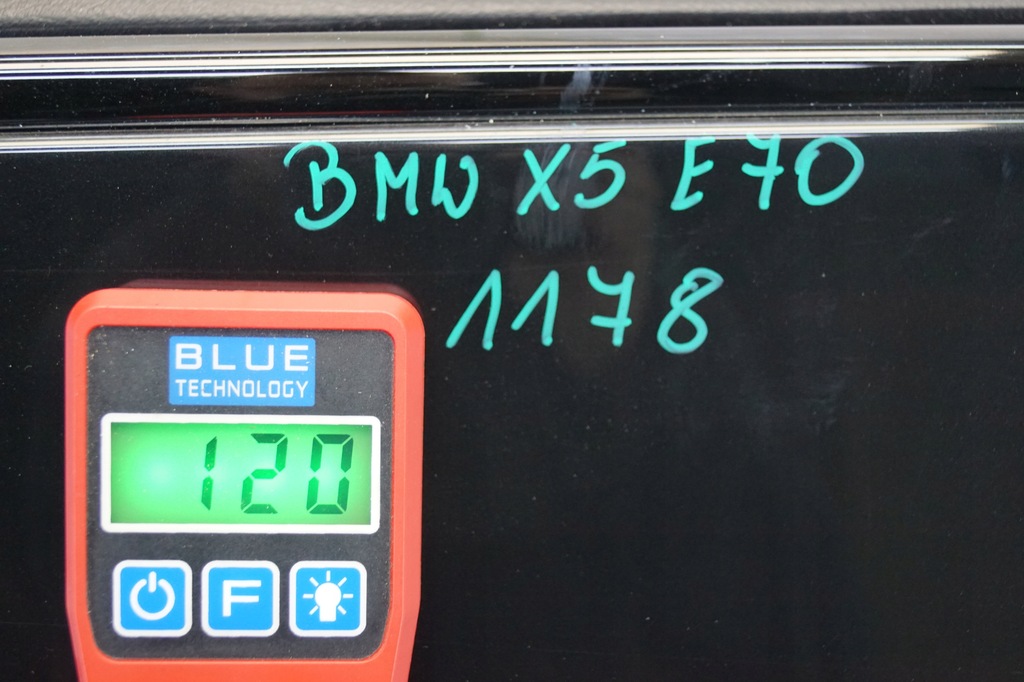 BMW X5 E70
1178
BLUE
TECHNOLOGY
120
F